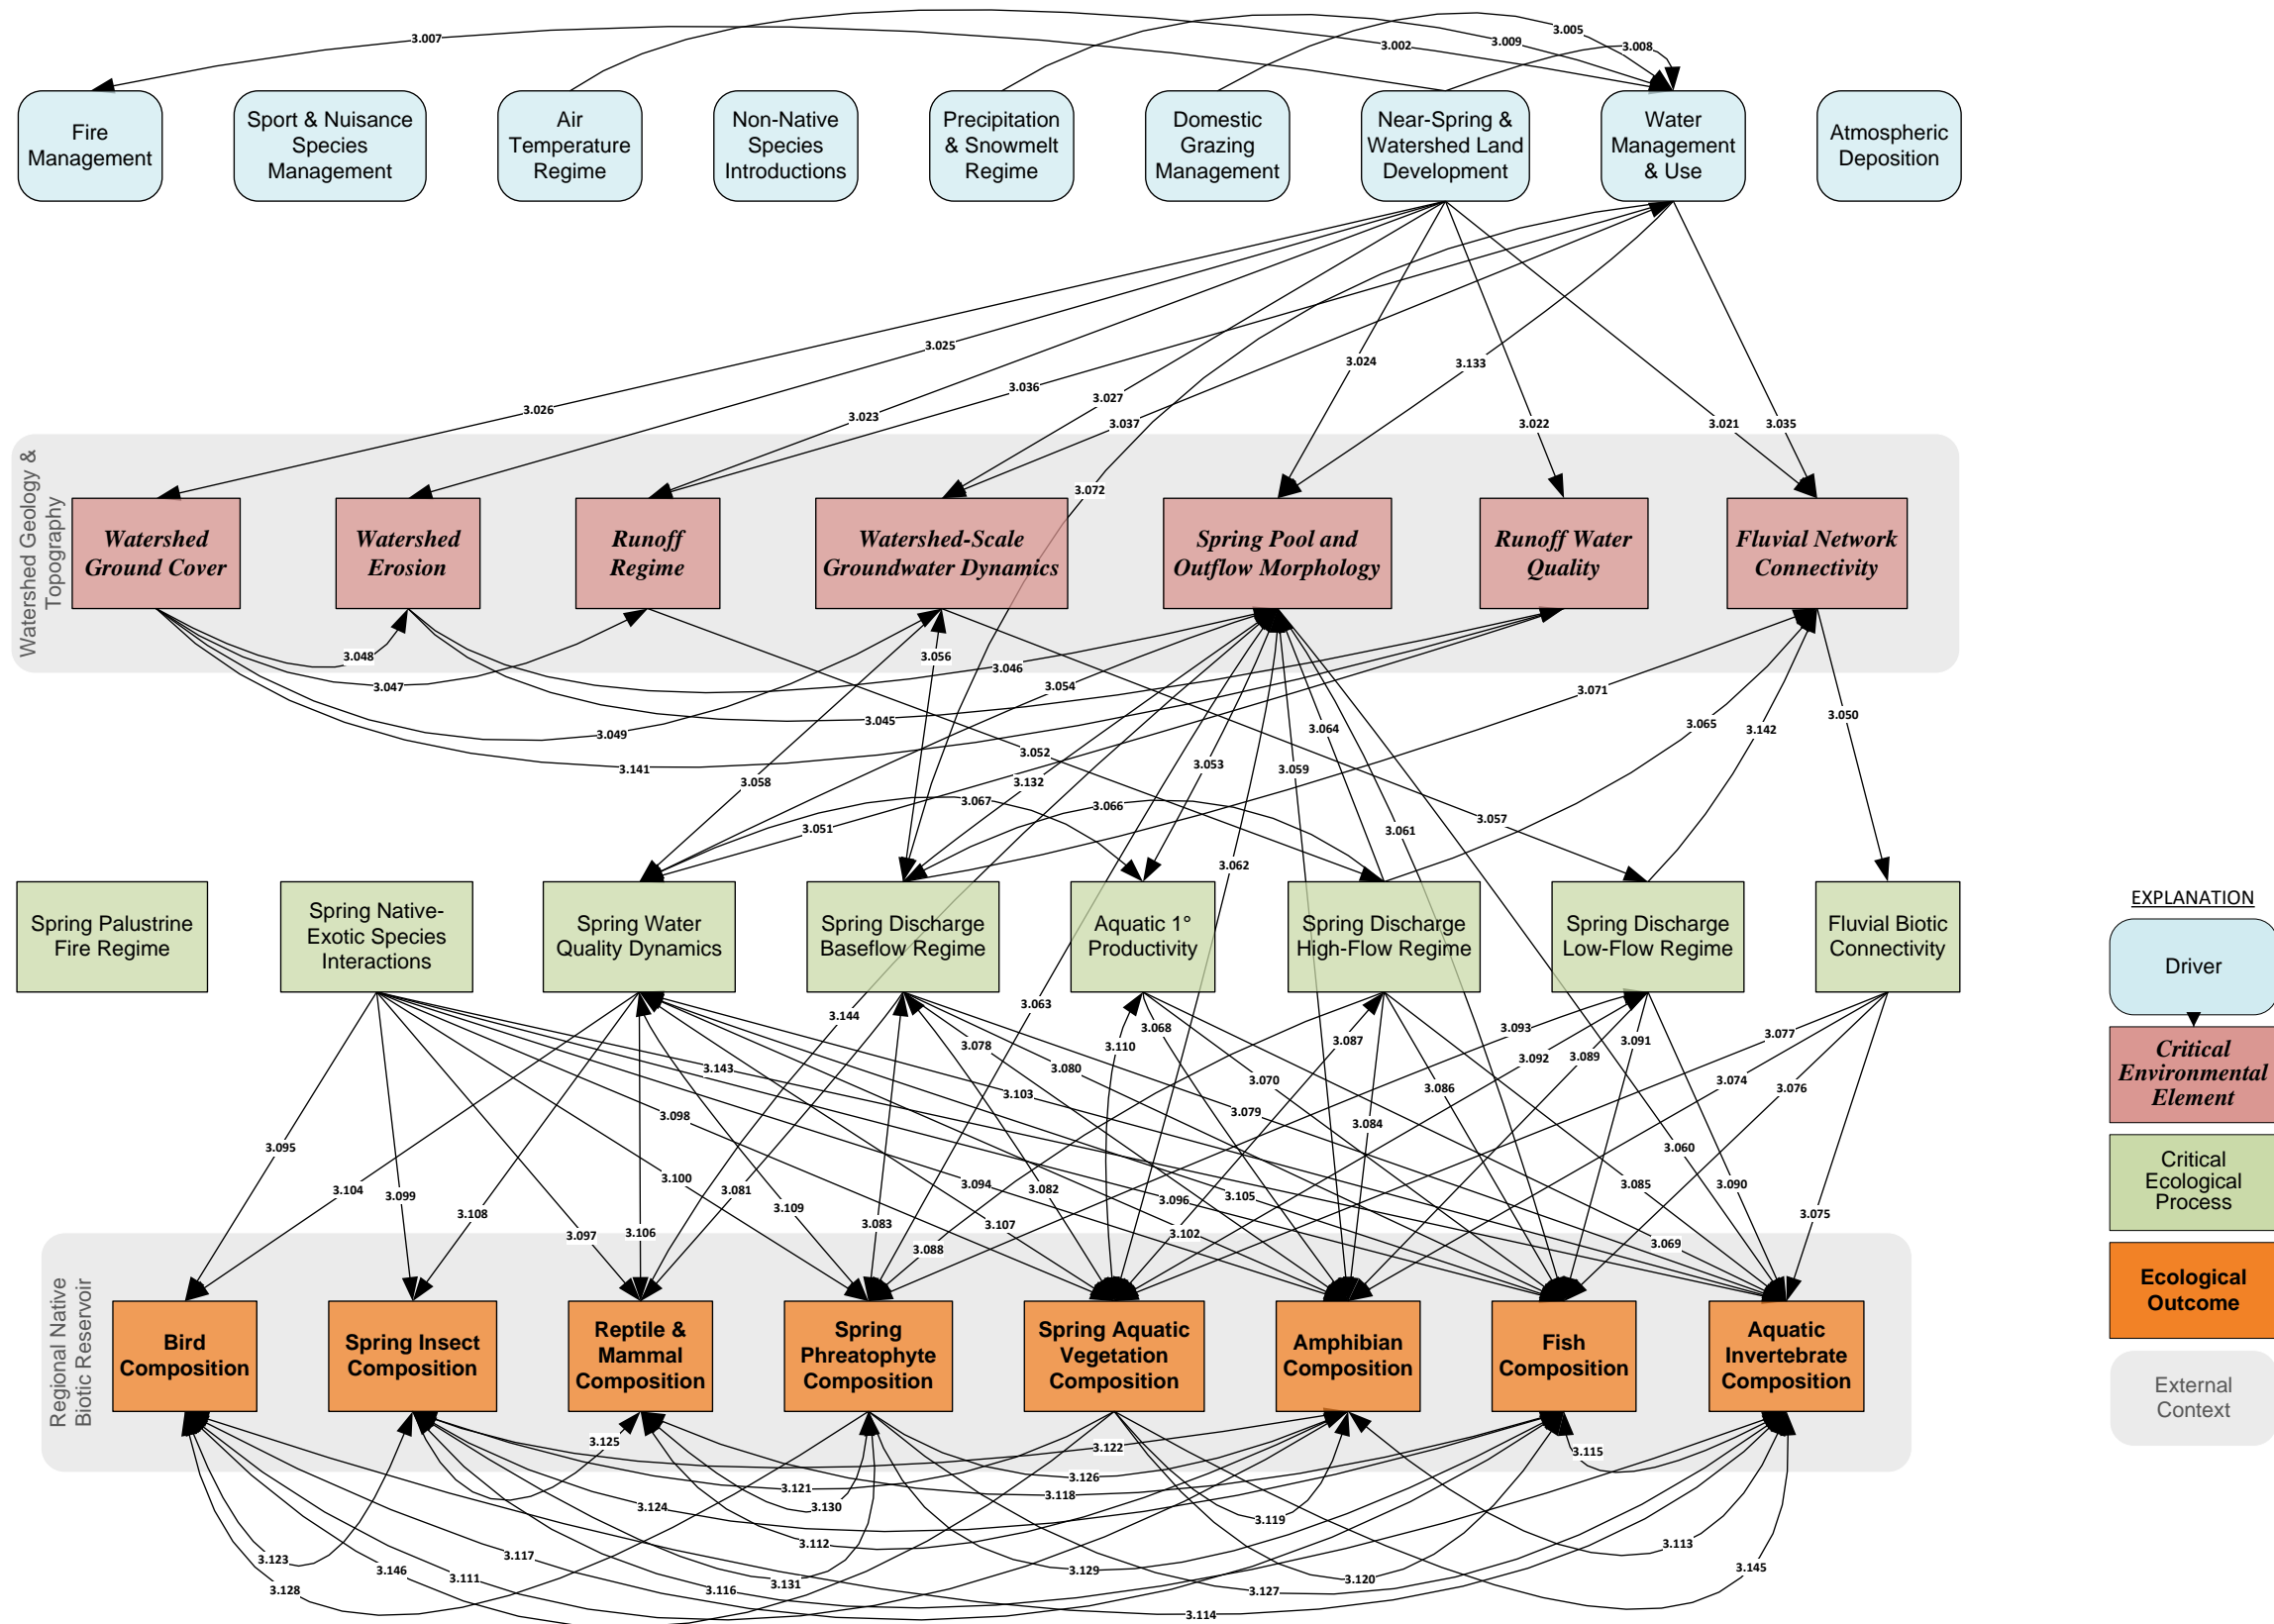 3.007
3.002
3.009
3.005
3.008
Fire
Management
Sport & Nuisance
Species
Management
Air
Temperature
Regime
Non-Native
Species
Introductions
Precipitation
& Snowmelt
Regime
Domestic
Grazing
Management
Near-Spring &
Watershed Land
Development
Water
Management
& Use
Atmospheric
Deposition
3.025
3.024
3.133
3.036
3.027
3.026
3.023
3.037
3.022
3.021
3.035
3.072
Watershed Geology &
Topography
Watershed
Ground Cover
Watershed
Erosion
Runoff
Regime
Watershed-Scale
Groundwater Dynamics
Spring Pool and
Outflow Morphology
Runoff Water
Quality
Fluvial Network
Connectivity
3.048
3.056
3.046
3.047
3.054
3.071
3.045
3.049
3.064
3.065
3.142
3.050
3.052
3.141
3.053
3.059
3.058
3.132
3.067
3.066
3.057
3.051
3.061
3.062
Spring Palustrine
Fire Regime
Spring Native-
Exotic Species
Interactions
Spring Water
Quality Dynamics
Spring Discharge
Baseflow Regime
Aquatic 1°
Productivity
Spring Discharge
High-Flow Regime
Spring Discharge
Low-Flow Regime
Fluvial Biotic
Connectivity
3.144
3.063
3.068
3.093
3.077
3.078
3.110
3.087
3.091
3.092
3.089
3.143
3.080
3.070
3.074
3.103
3.086
3.076
3.098
3.079
3.084
3.095
3.060
3.100
3.104
3.099
3.081
3.082
3.094
3.096
3.105
3.085
3.090
3.108
3.109
3.083
3.107
3.102
3.075
3.097
3.106
3.088
3.069
Regional Native
Biotic Reservoir
Bird
Composition
Spring Insect
Composition
Reptile &
Mammal
Composition
Spring
Phreatophyte
Composition
Spring Aquatic
Vegetation
Composition
Amphibian
Composition
Fish
Composition
Aquatic
Invertebrate
Composition
3.125
3.122
3.115
3.126
3.121
3.118
3.130
3.124
3.119
3.112
3.113
3.123
3.117
3.146
3.111
3.129
3.145
3.128
3.116
3.131
3.120
3.127
3.114
EXPLANATION
Driver
Critical
Environmental
Element
Critical
Ecological
Process
Ecological
Outcome
External
Context